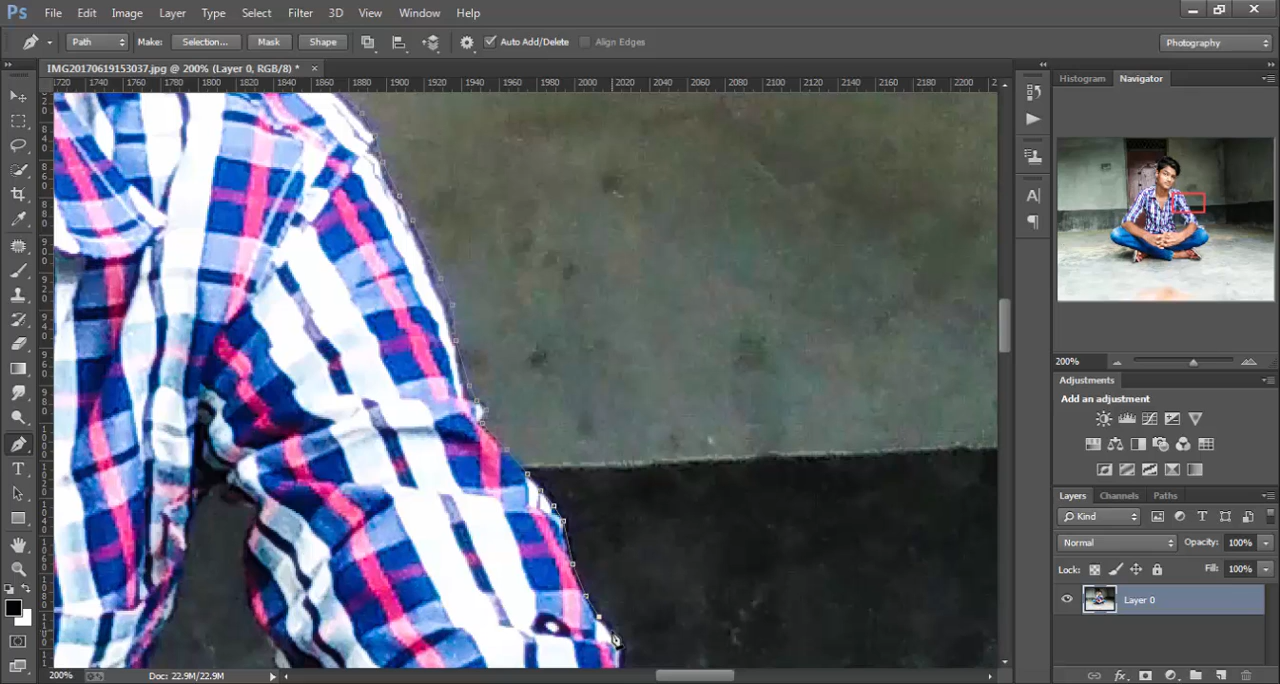 Ps File Edit Image Layer Type Select Filter 3D View Window Help
Path Make: Selection... Mask Shape Auto Add/Delete Align Edges Photography
IMG20170619153037.jpg @ 200% (Layer 0, RGB/8) * ×
1720 1740 1760 1780 1800 1820 1840 1860 1880 1900 1920 1940 1960 1980 2000 2020 2040 2060 2080 2100 2120 2140 2160 2180 2200
Histogram Navigator
200%
Adjustments
Add an adjustment
Layers Channels Paths
Kind
Normal Opacity: 100%
Lock: Fill: 100%
Layer 0
200% Doc: 22.9M/22.9M